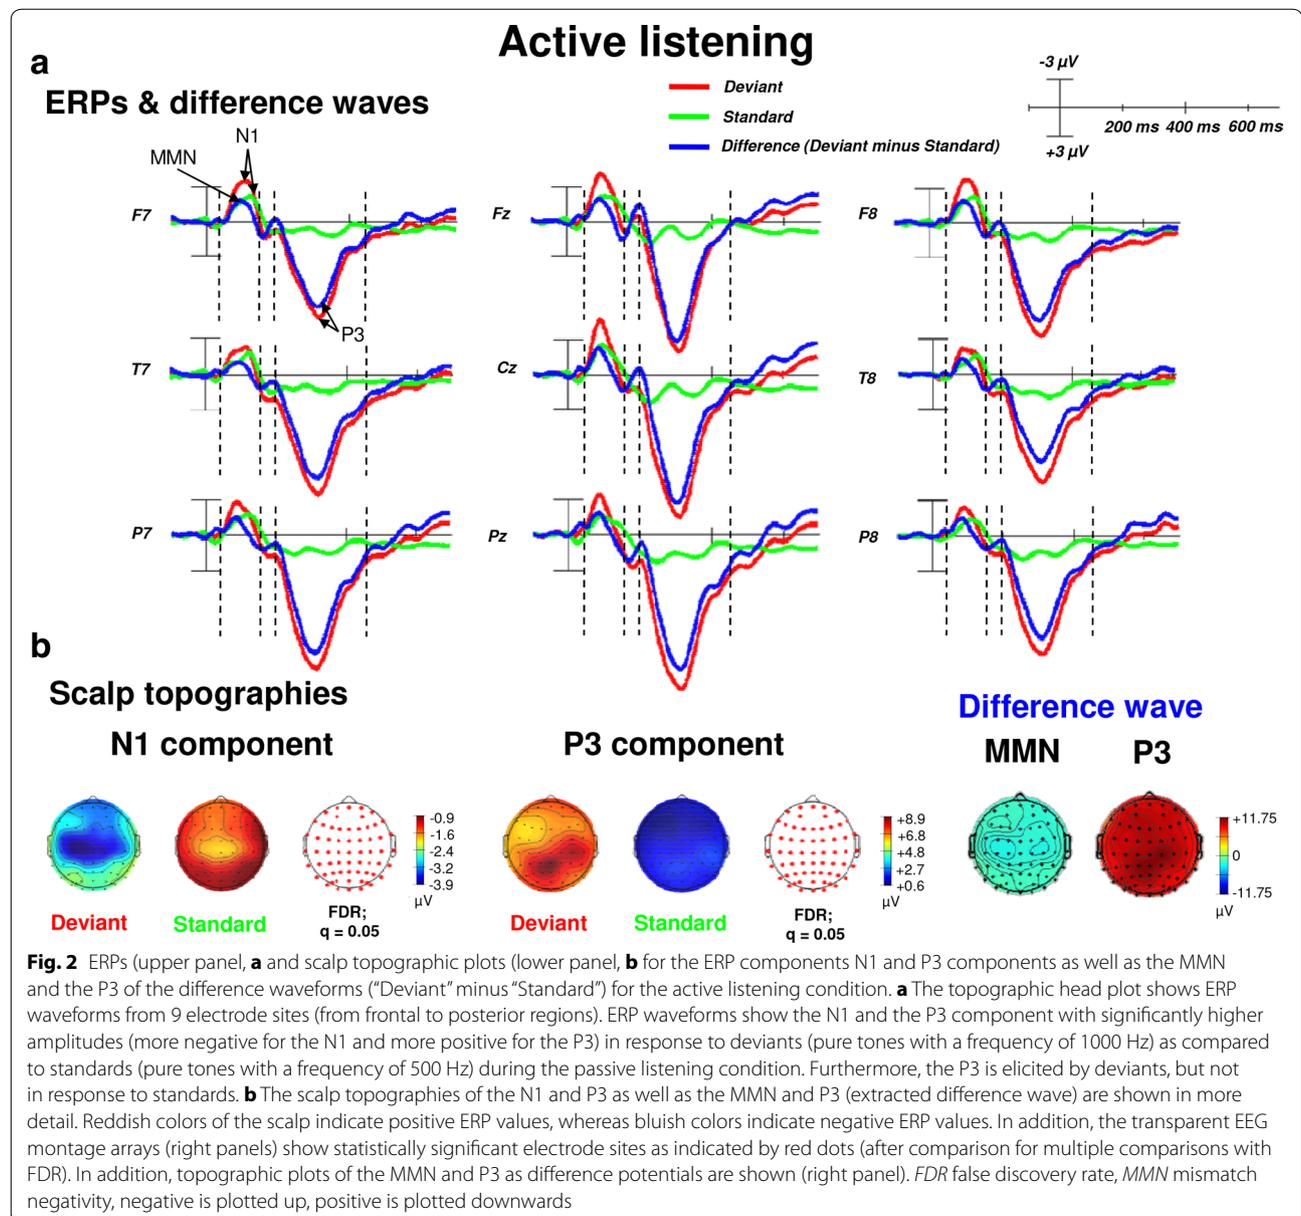 Active listening
a
ERPs & difference waves
Deviant
Standard
Difference (Deviant minus Standard)
-3 µV
200 ms 400 ms 600 ms
+3 µV
N1
MMN
F7
Fz
F8
P3
T7
Cz
T8
P7
Pz
P8
b
Scalp topographies
Difference wave
N1 component
P3 component
MMN
P3
-0.9
-1.6
-2.4
-3.2
-3.9
µV
+8.9
+6.8
+4.8
+2.7
+0.6
µV
+11.75
0
-11.75
µV
Deviant
Standard
FDR;
q = 0.05
Deviant
Standard
FDR;
q = 0.05
Fig. 2 ERPs (upper panel, a and scalp topographic plots (lower panel, b for the ERP components N1 and P3 components as well as the MMN
and the P3 of the difference waveforms (“Deviant” minus “Standard”) for the active listening condition. a The topographic head plot shows ERP
waveforms from 9 electrode sites (from frontal to posterior regions). ERP waveforms show the N1 and the P3 component with significantly higher
amplitudes (more negative for the N1 and more positive for the P3) in response to deviants (pure tones with a frequency of 1000 Hz) as compared
to standards (pure tones with a frequency of 500 Hz) during the passive listening condition. Furthermore, the P3 is elicited by deviants, but not
in response to standards. b The scalp topographies of the N1 and P3 as well as the MMN and P3 (extracted difference wave) are shown in more
detail. Reddish colors of the scalp indicate positive ERP values, whereas bluish colors indicate negative ERP values. In addition, the transparent EEG
montage arrays (right panels) show statistically significant electrode sites as indicated by red dots (after comparison for multiple comparisons with
FDR). In addition, topographic plots of the MMN and P3 as difference potentials are shown (right panel). FDR false discovery rate, MMN mismatch
negativity, negative is plotted up, positive is plotted downwards